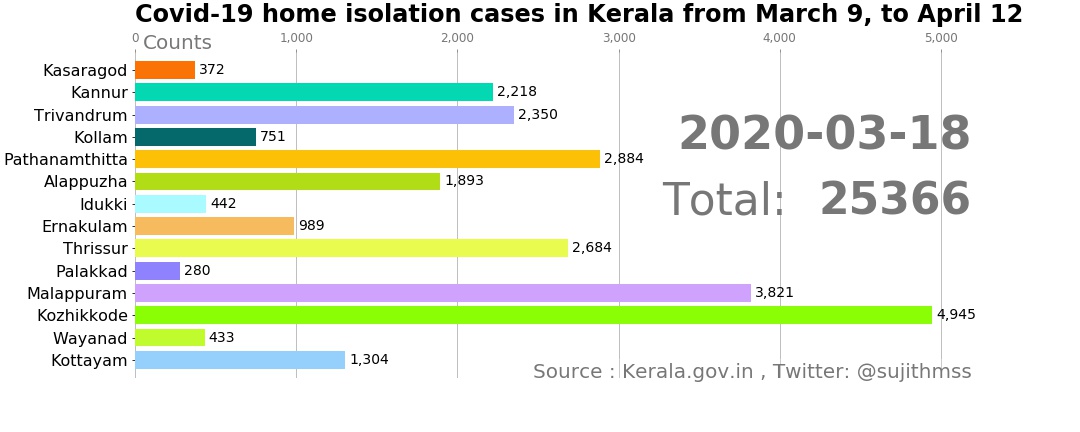 Covid-19 home isolation cases in Kerala from March 9, to April 12
0 1,000 2,000 3,000 4,000 5,000
Counts
Kasaragod 372
Kannur 2,218
Trivandrum 2,350
Kollam 751
2020-03-18
Pathanamthitta 2,884
Alappuzha 1,893
Total: 25366
Idukki 442
Ernakulam 989
Thrissur 2,684
Palakkad 280
Malappuram 3,821
Kozhikkode 4,945
Wayanad 433
Kottayam 1,304
Source : Kerala.gov.in , Twitter: @sujithmss